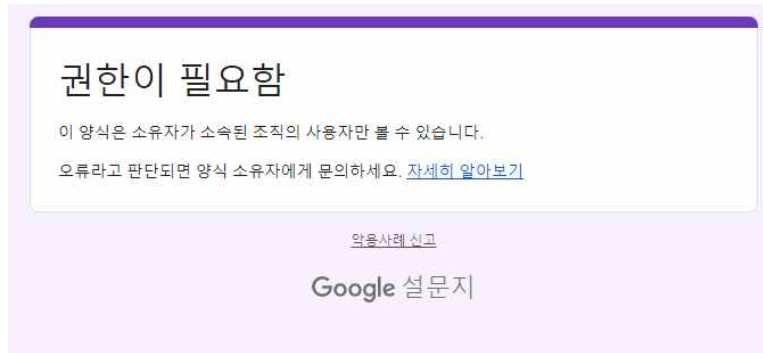 권한이 필요함
이 양식은 소유자가 소속된 조직의 사용자만 볼 수 있습니다.
오류라고 판단되면 양식 소유자에게 문의하세요. 자세히 알아보기
악용사례 신고
Google 설문지